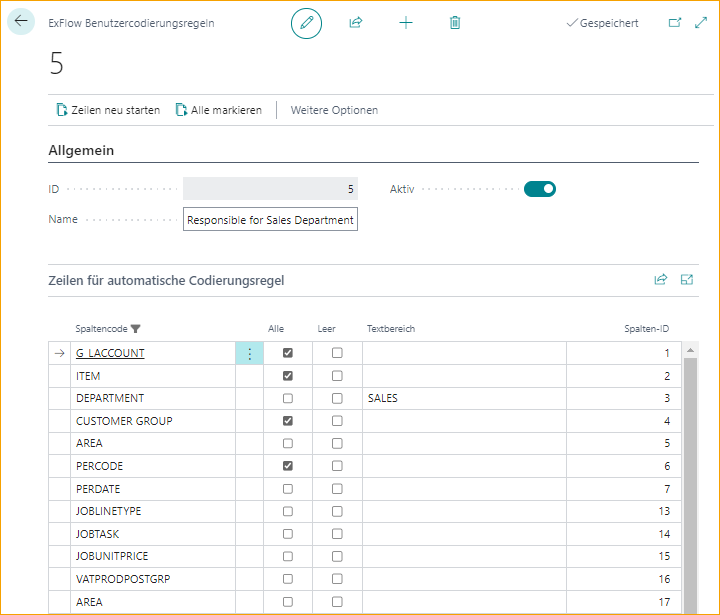 ExFlow Benutzercodierungsregeln
Gespeichert
5
Zeilen neu starten Alle markieren Weitere Optionen
Allgemein
ID 5 Aktiv
Name Responsible for Sales Department
Zeilen für automatische Codierungsregel
Spaltencode Alle Leer Textbereich Spalten-ID
G_LACCOUNT 1
ITEM 2
DEPARTMENT SALES 3
CUSTOMER GROUP 4
AREA 5
PERCODE 6
PERDATE 7
JOBLINETYPE 13
JOBTASK 14
JOBUNITPRICE 15
VATPRODPOSTGRP 16
AREA 17